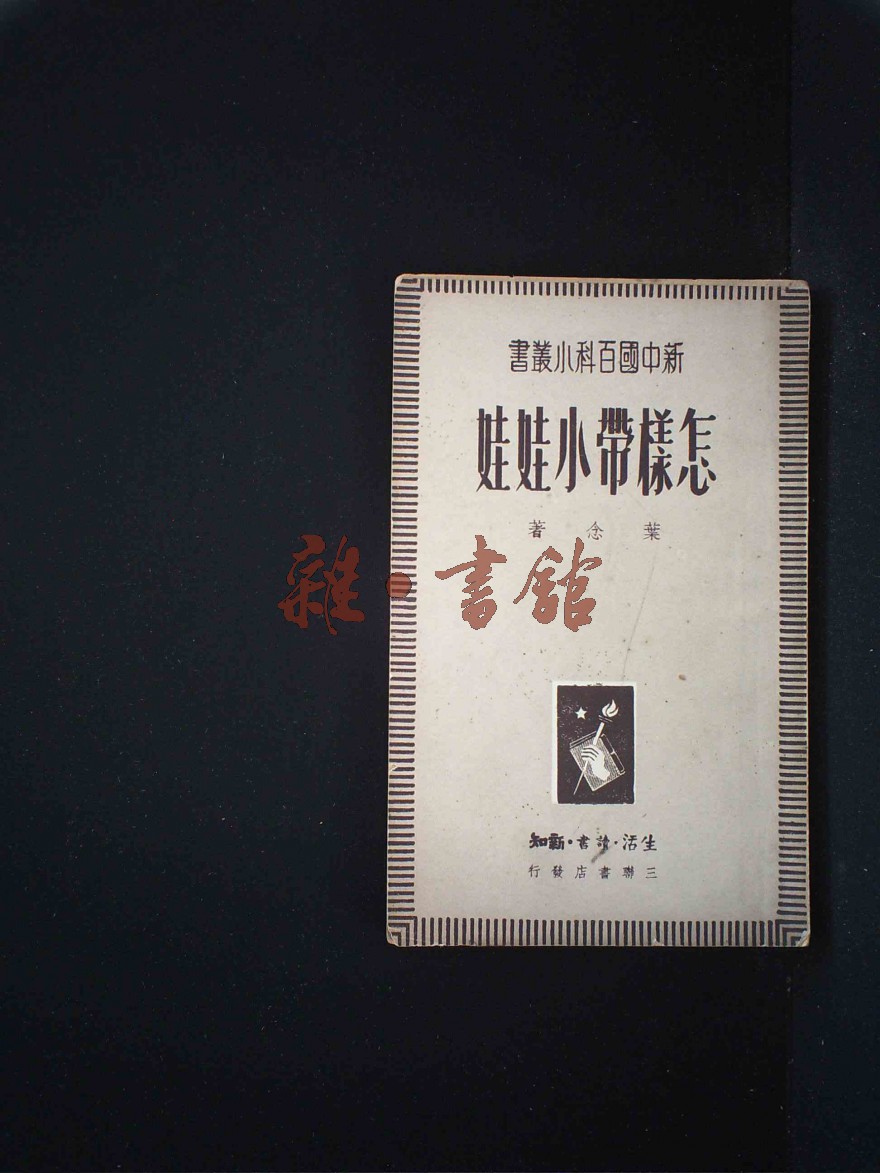 新中國百科小叢書
怎樣帶小娃娃
葉念著
雜·書館
生活·讀書·新知
三聯書店發行